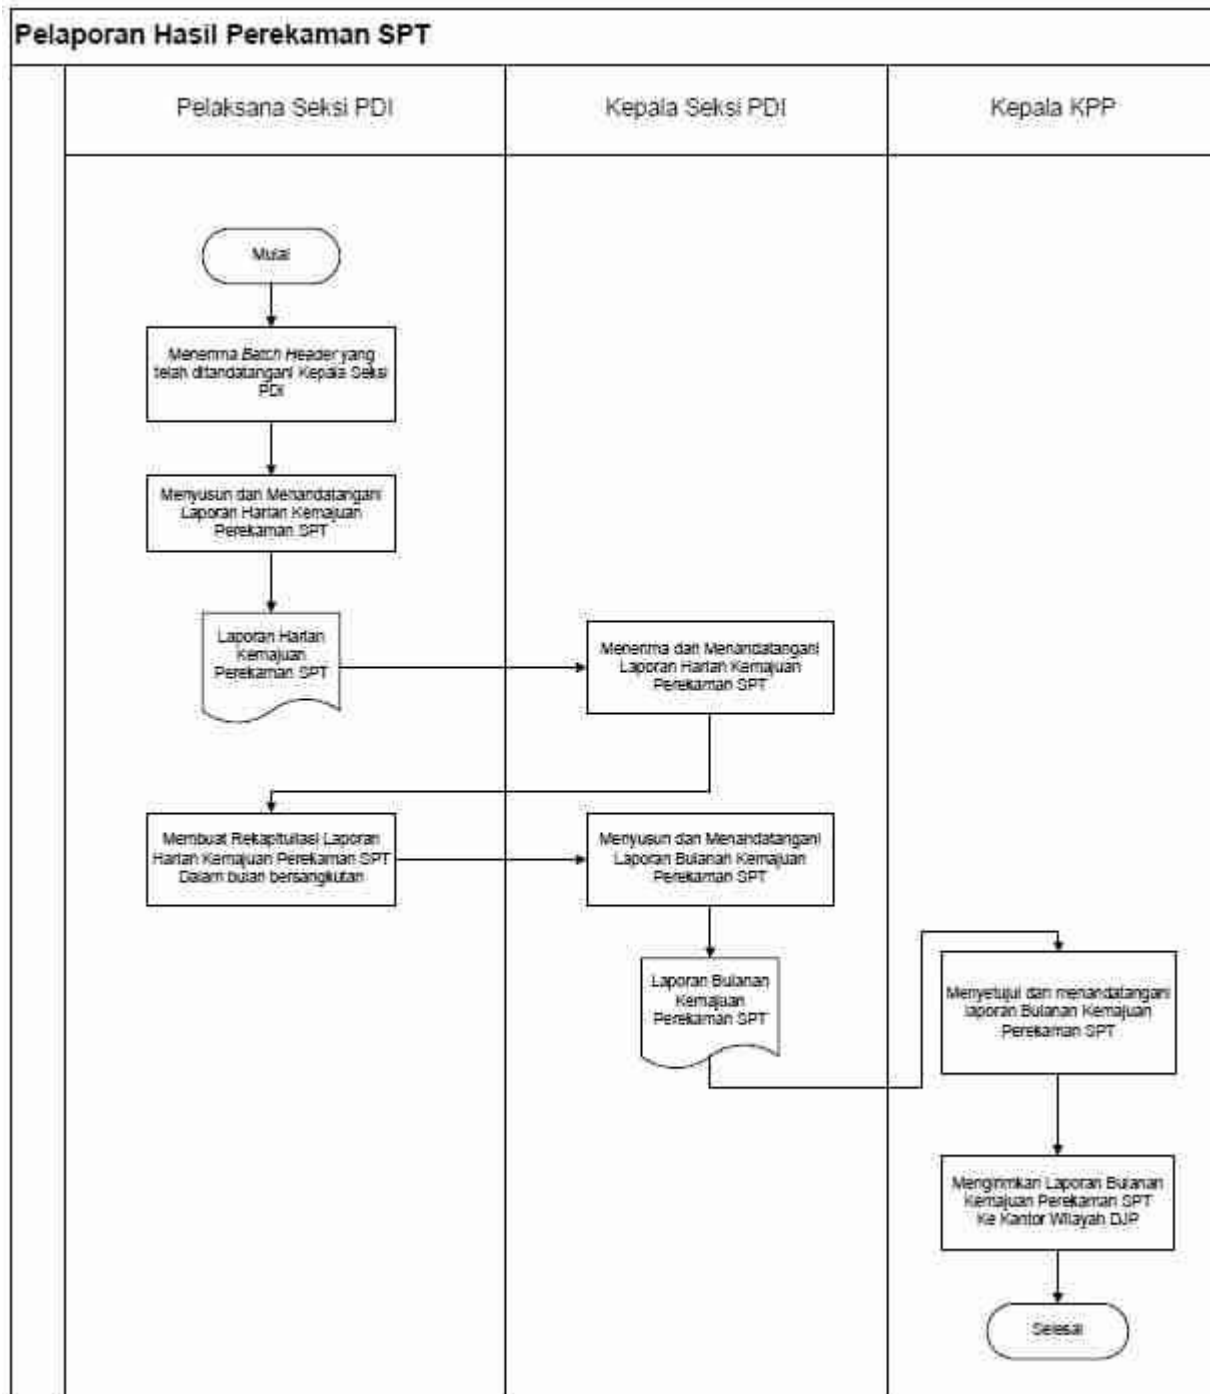 Pelaporan Hasil Perekaman SPT
Pelaksana Seksi PDI
Kepala Seksi PDI
Kepala KPP
Mulai
Menerima Batch Header yang
telah ditandatangani Kepala Seksi
PDI
Menyusun dan Menandatangani
Laporan Harian Kemajuan
Perekaman SPT
Laporan Harian
Kemajuan
Perekaman SPT
Menerima dan Menandatangani
Laporan Harian Kemajuan
Perekaman SPT
Membuat Rekapitulasi Laporan
Harian Kemajuan Perekaman SPT
Dalam bulan bersangkutan
Menyusun dan Menandatangani
Laporan Bulanan Kemajuan
Perekaman SPT
Laporan Bulanan
Kemajuan
Perekaman SPT
Menyetujui dan menandatangani
laporan Bulanan Kemajuan
Perekaman SPT
Mengirimkan Laporan Bulanan
Kemajuan Perekaman SPT
Ke Kantor Wilayah DJP
Selesai